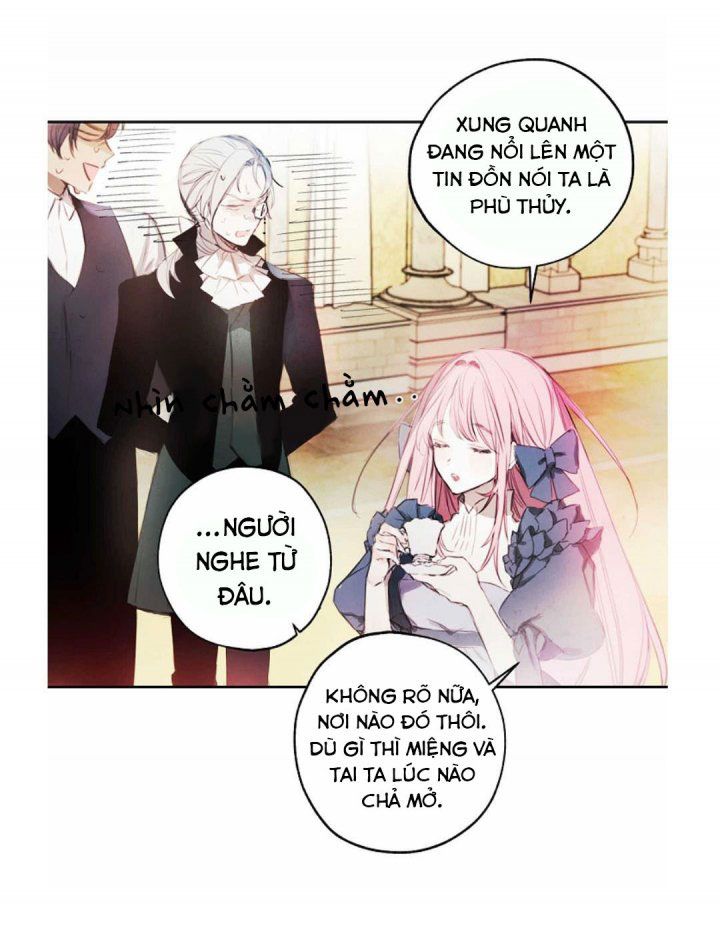 XUNG QUANH
ĐANG NỔI LÊN MỘT
TIN ĐỒN NÓI TA LÀ
PHÙ THỦY.
Nhìn chằm chằm...
...NGƯỜI
NGHE TỪ
ĐÂU.
KHÔNG RÕ NỮA,
NƠI NÀO ĐÓ THÔI.
DÙ GÌ THÌ MIỆNG VÀ
TAI TA LÚC NÀO
CHẢ MỞ.